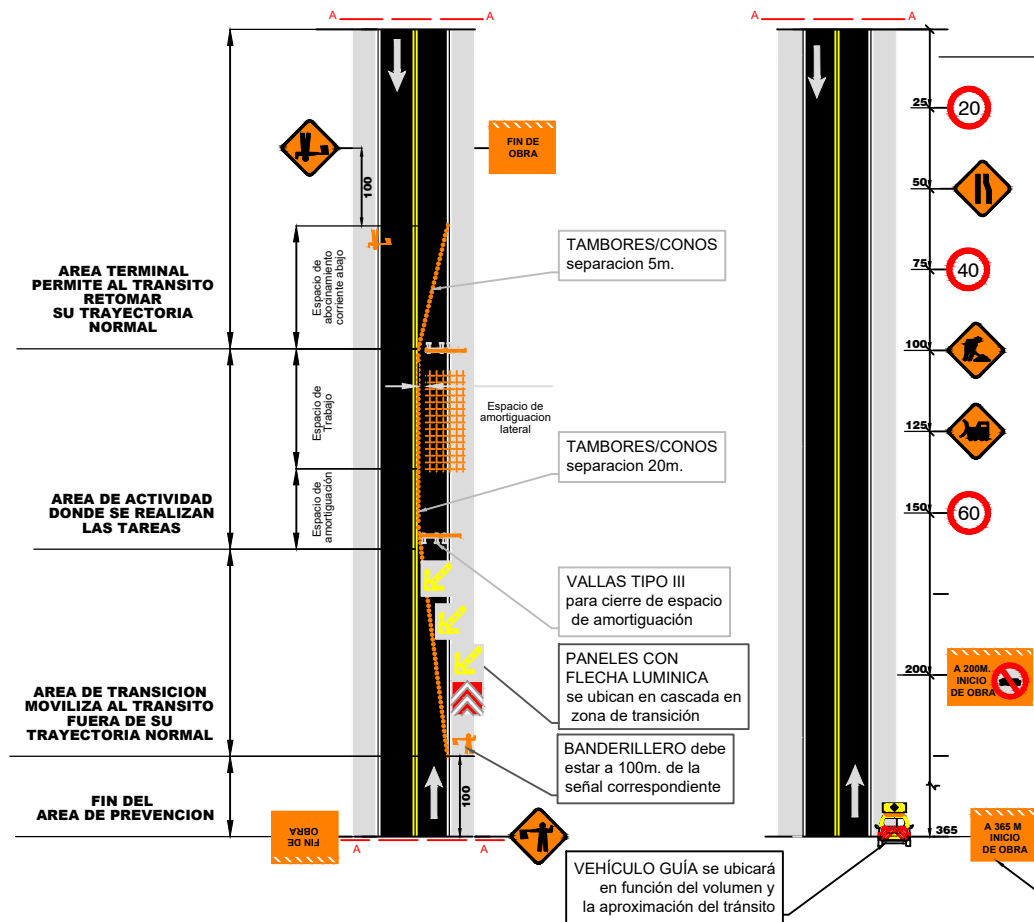 A
A
A
A
FIN DE
OBRA
100
AREA TERMINAL
PERMITE AL TRANSITO
RETOMAR
SU TRAYECTORIA
NORMAL
Espacio de
abocinamiento
corriente abajo
TAMBORES/CONOS
separacion 5m.
Espacio de
Trabajo
Espacio de
amortiguacion
lateral
TAMBORES/CONOS
separacion 20m.
AREA DE ACTIVIDAD
DONDE SE REALIZAN
LAS TAREAS
Espacio de
amortiguación
VALLAS TIPO III
para cierre de espacio
de amortiguación
PANELES CON
FLECHA LUMINICA
se ubican en cascada en
zona de transición
AREA DE TRANSICION
MOVILIZA AL TRANSITO
FUERA DE SU
TRAYECTORIA NORMAL
BANDERILLERO debe
estar a 100m. de la
señal correspondiente
FIN DEL
AREA DE PREVENCION
100
FIN DE
OBRA
A
A
25
20
50
75
40
100
125
150
60
200
A 200M.
INICIO
DE OBRA
365
A 365 M
INICIO
DE OBRA
VEHÍCULO GUÍA se ubicará
en función del volumen y
la aproximación del tránsito